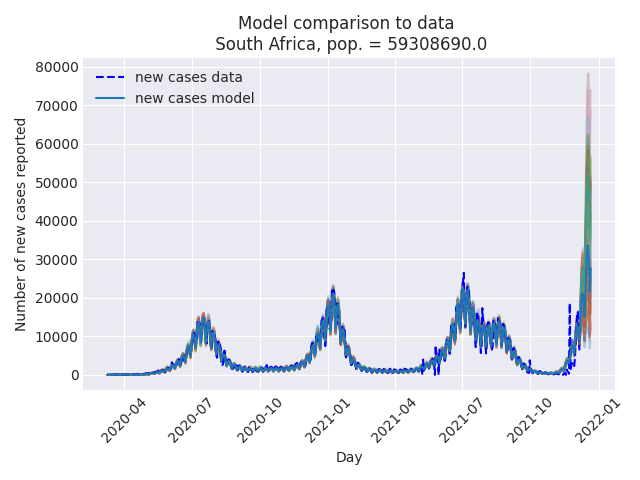 Model comparison to data
South Africa, pop. = 59308690.0
new cases data
new cases model
Number of new cases reported
80000
70000
60000
50000
40000
30000
20000
10000
0
2020-04
2020-07
2020-10
2021-01
2021-04
2021-07
2021-10
2022-01
Day